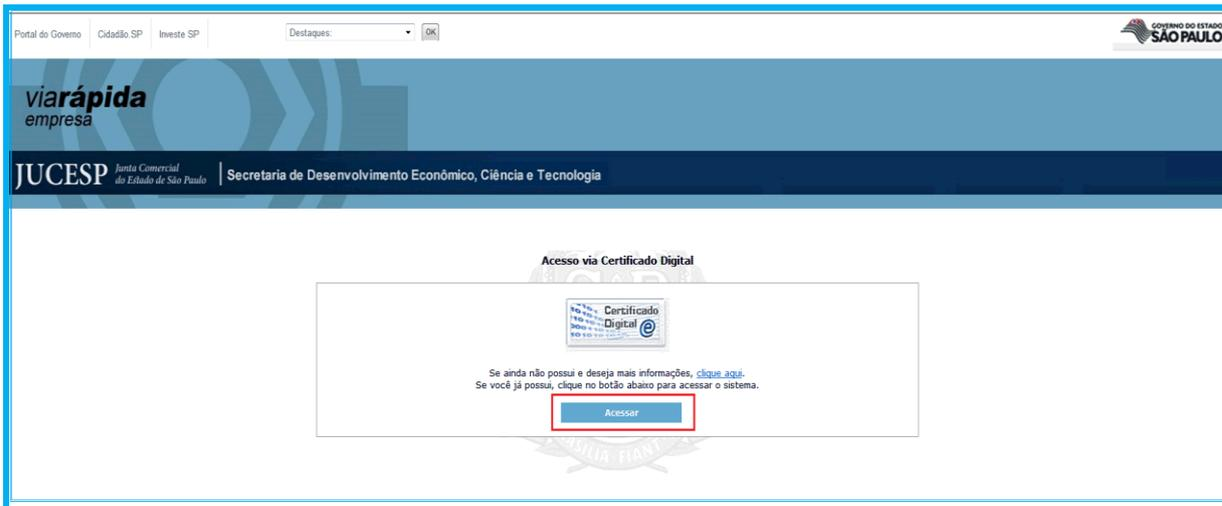 Portal do Governo Cidadão.SP Investe SP Destaques: OK
GOVERNO DO ESTADO
SÃO PAULO
viarápida
empresa
JUCESP Junta Comercial
do Estado de São Paulo
Secretaria de Desenvolvimento Econômico, Ciência e Tecnologia
Acesso via Certificado Digital
Certificado
Digital
Se ainda não possui e deseja mais informações, clique aqui.
Se você já possui, clique no botão abaixo para acessar o sistema.
Acessar